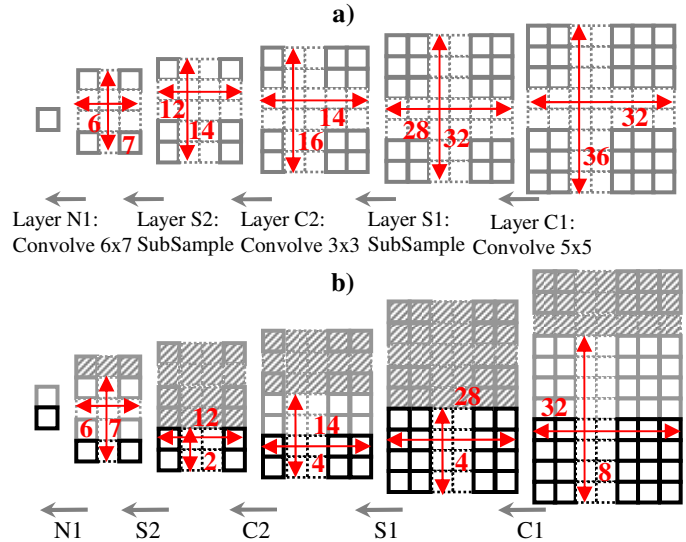 a)
6
7
12
14
14
16
28
32
32
36
Layer N1:
Convolve 6x7
Layer S2:
SubSample
Layer C2:
Convolve 3x3
Layer S1:
SubSample
Layer C1:
Convolve 5x5
b)
6
7
12
2
14
4
28
4
32
8
N1
S2
C2
S1
C1